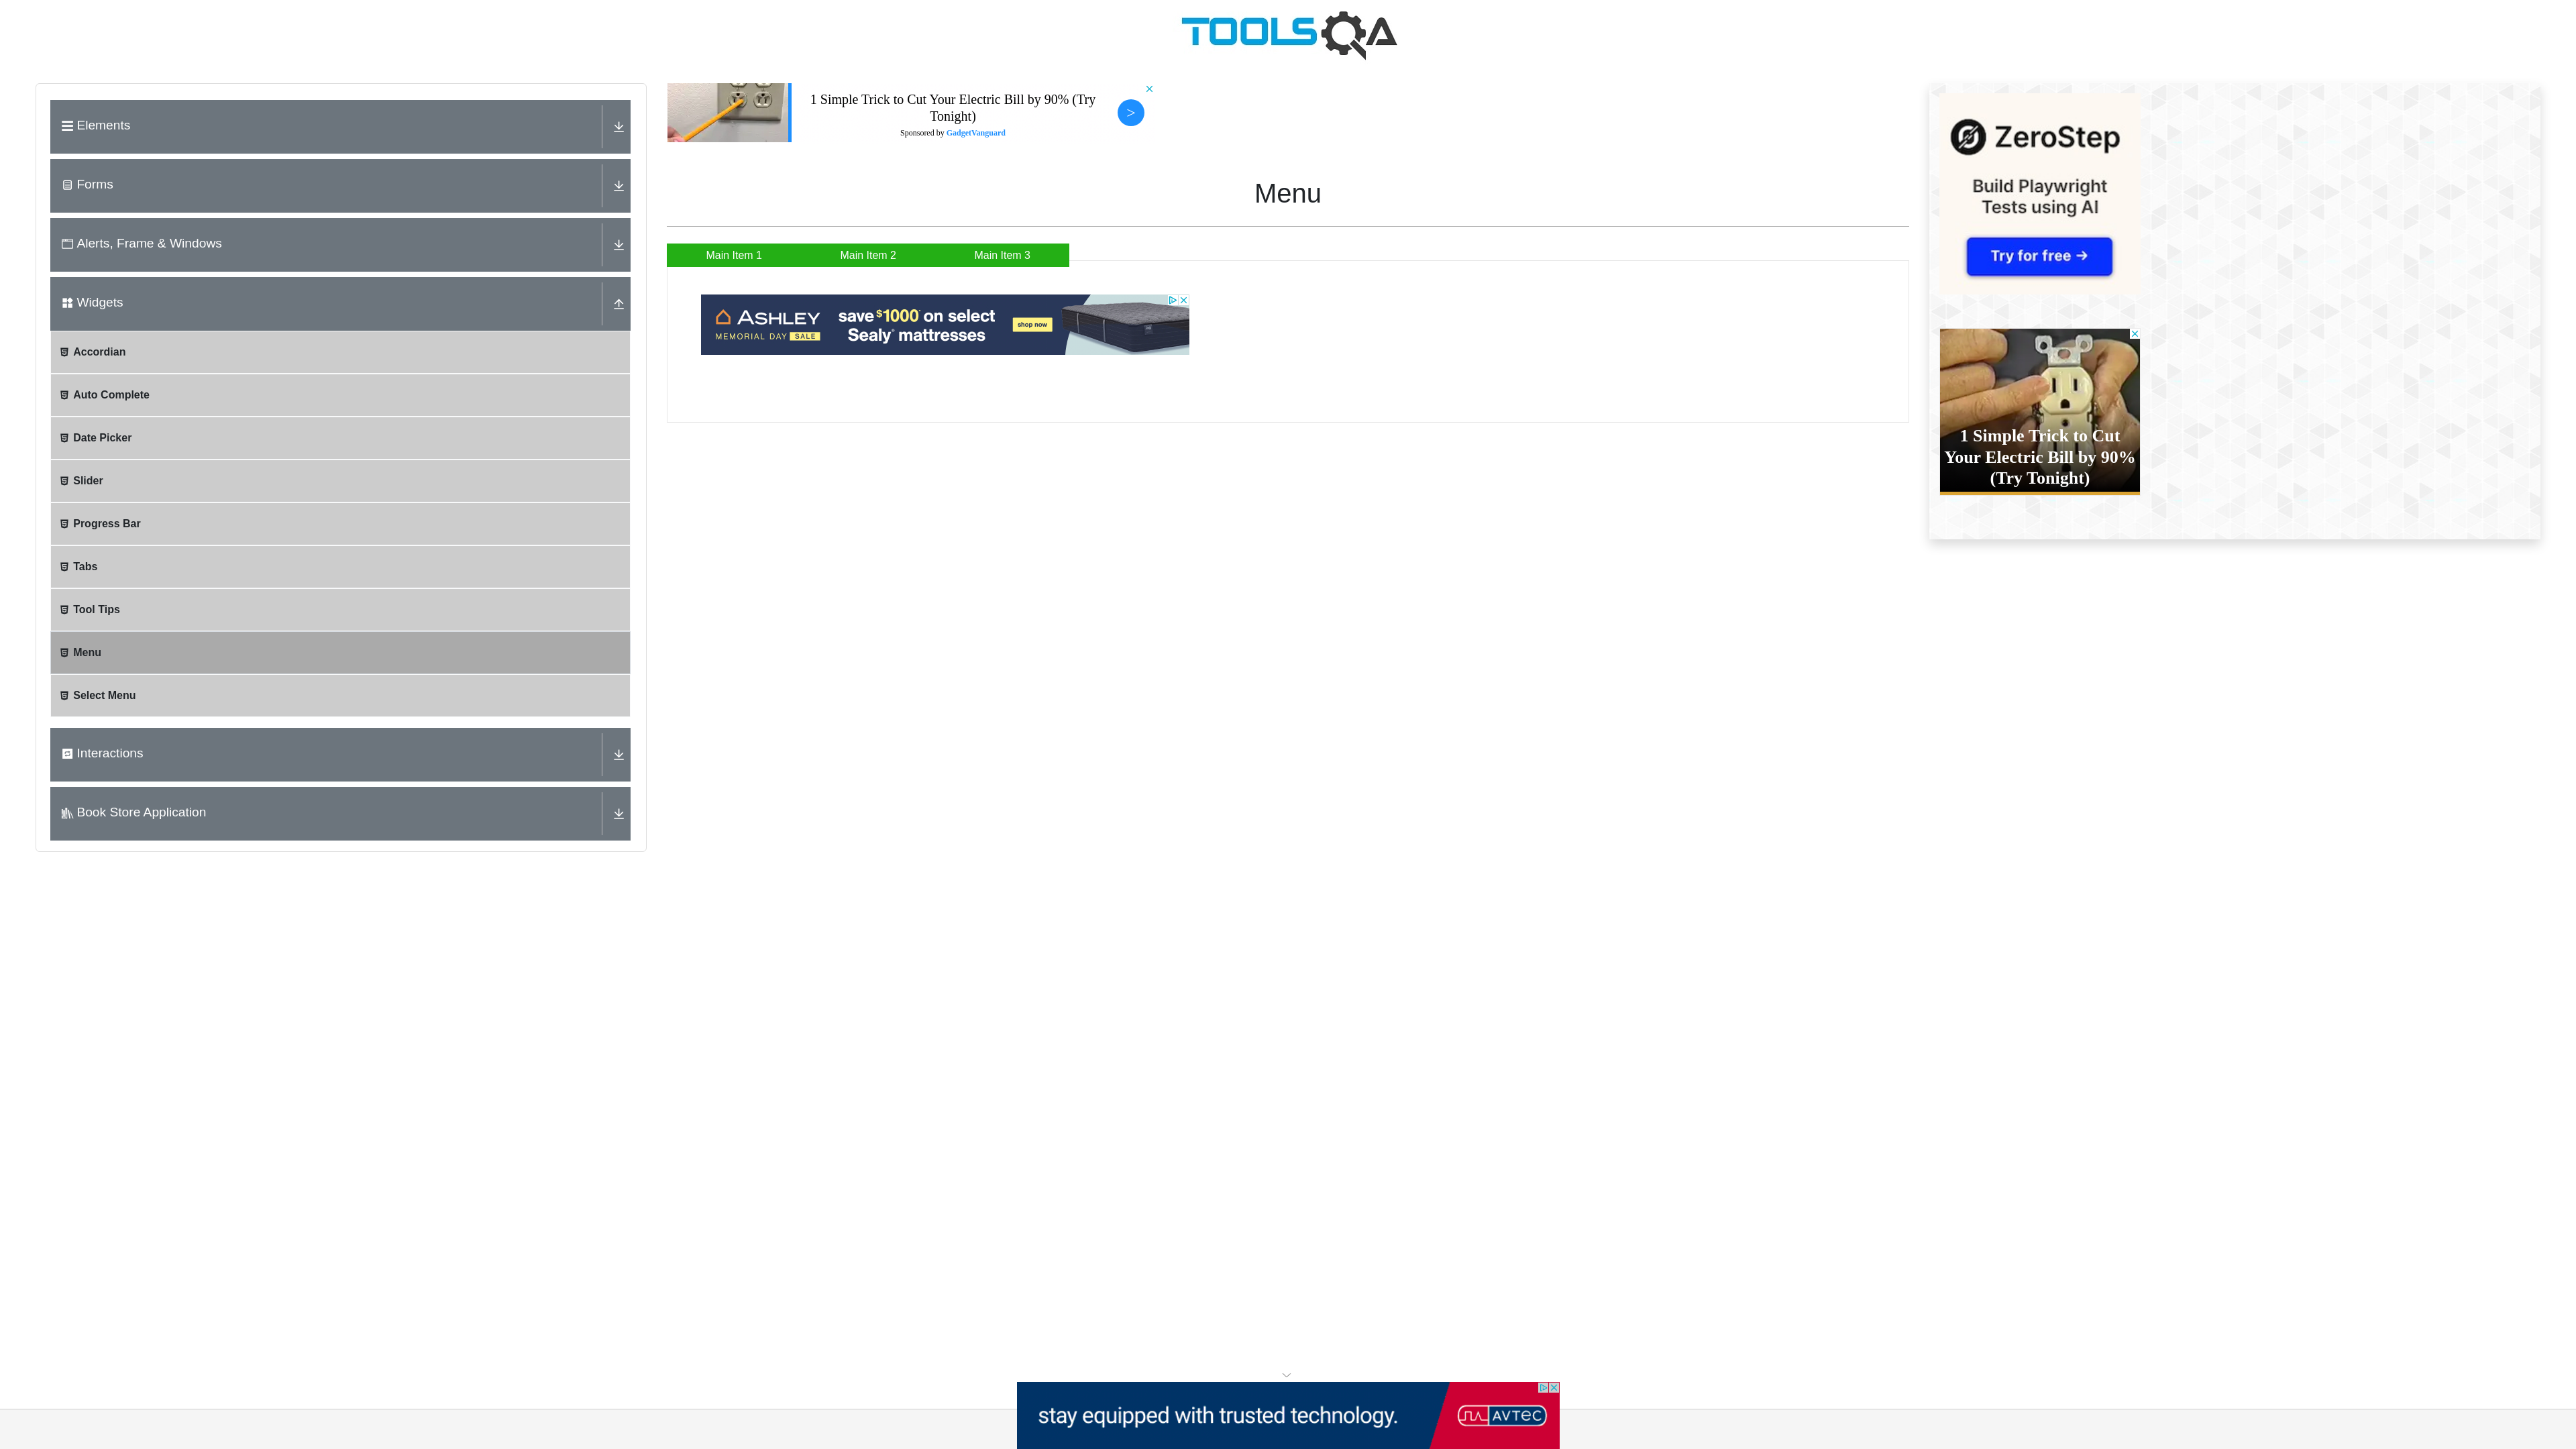 TOOLSQA
Elements
Forms
Alerts, Frame & Windows
Widgets
Accordian
Auto Complete
Date Picker
Slider
Progress Bar
Tabs
Tool Tips
Menu
Select Menu
Interactions
Book Store Application
1 Simple Trick to Cut Your Electric Bill by 90% (Try
Tonight)
Sponsored by GadgetVanguard
>
Menu
Main Item 1
Main Item 2
Main Item 3
ASHLEY
MEMORIAL DAY SALE
save $1000* on select
Sealy® mattresses
shop now
ZeroStep
Build Playwright
Tests using AI
Try for free →
1 Simple Trick to Cut
Your Electric Bill by 90%
(Try Tonight)
stay equipped with trusted technology.
AVTEC